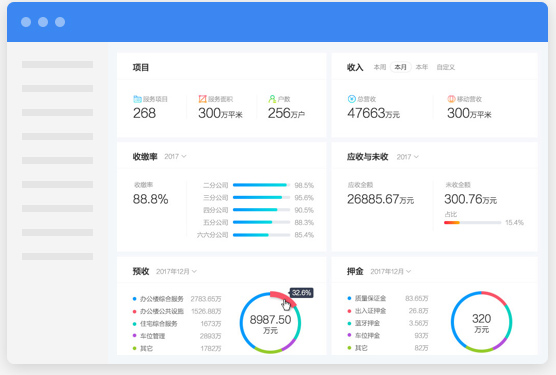 项目
服务项目 服务面积 户数
268 300万平米 256万户
收入 本周 本月 本年 自定义
总营收 移动营收
47663万元 300万平米
收缴率 2017
收缴率
88.8%
二分公司 98.5%
三分公司 95.6%
四分公司 90.5%
五分公司 88.3%
六六分公司 85.4%
应收与未收 2017
应收金额 未收金额
26885.67万元 300.76万元
占比
15.4%
预收 2017年12月
办公楼综合服务 2783.65万
办公楼公共设施 1526.88万
住宅综合服务 1673万
车位管理 2893万
其它 1782万
32.6%
8987.50
万元
押金 2017年12月
质量保证金 83.65万
出入证押金 26.8万
蓝牙押金 3.56万
车位押金 93万
其它 82万
320
万元